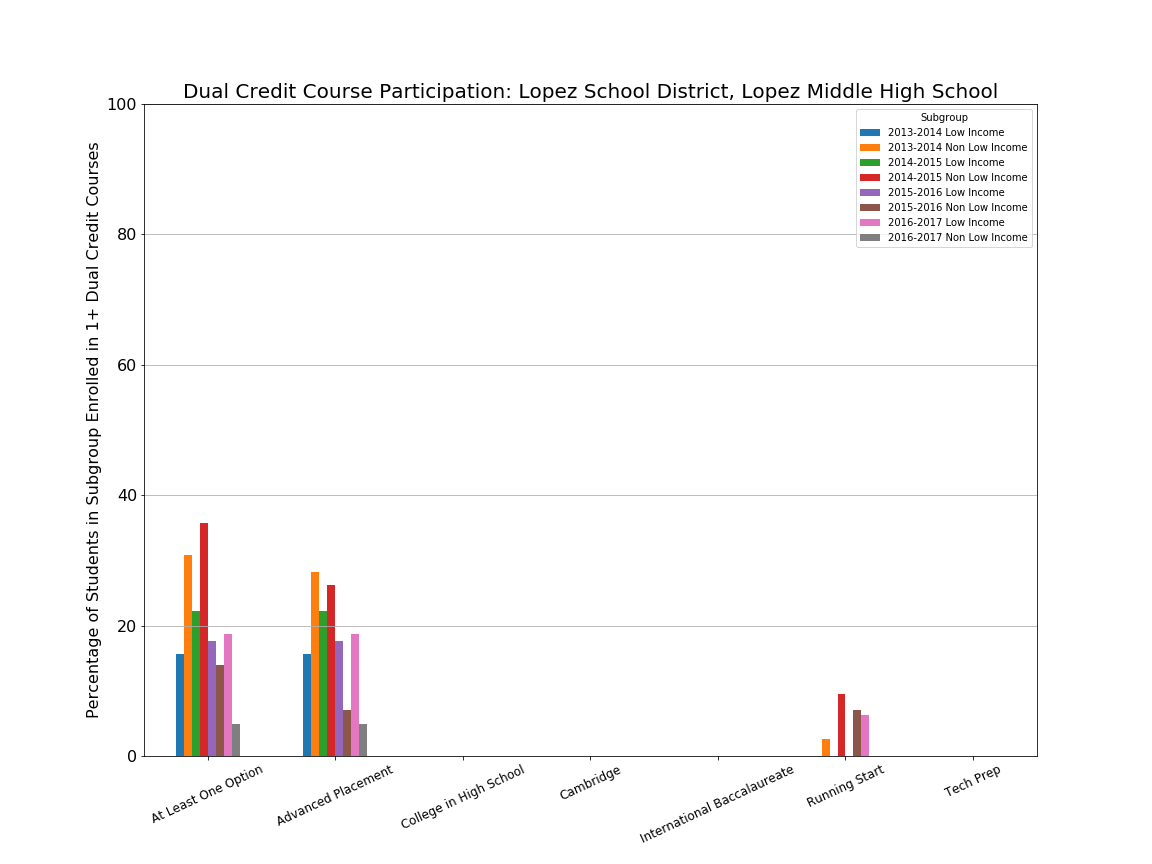 Dual Credit Course Participation: Lopez School District, Lopez Middle High School
Percentage of Students in Subgroup Enrolled in 1+ Dual Credit Courses
100
80
60
40
20
0
Subgroup
2013-2014 Low Income
2013-2014 Non Low Income
2014-2015 Low Income
2014-2015 Non Low Income
2015-2016 Low Income
2015-2016 Non Low Income
2016-2017 Low Income
2016-2017 Non Low Income
At Least One Option
Advanced Placement
College in High School
Cambridge
International Baccalaureate
Running Start
Tech Prep